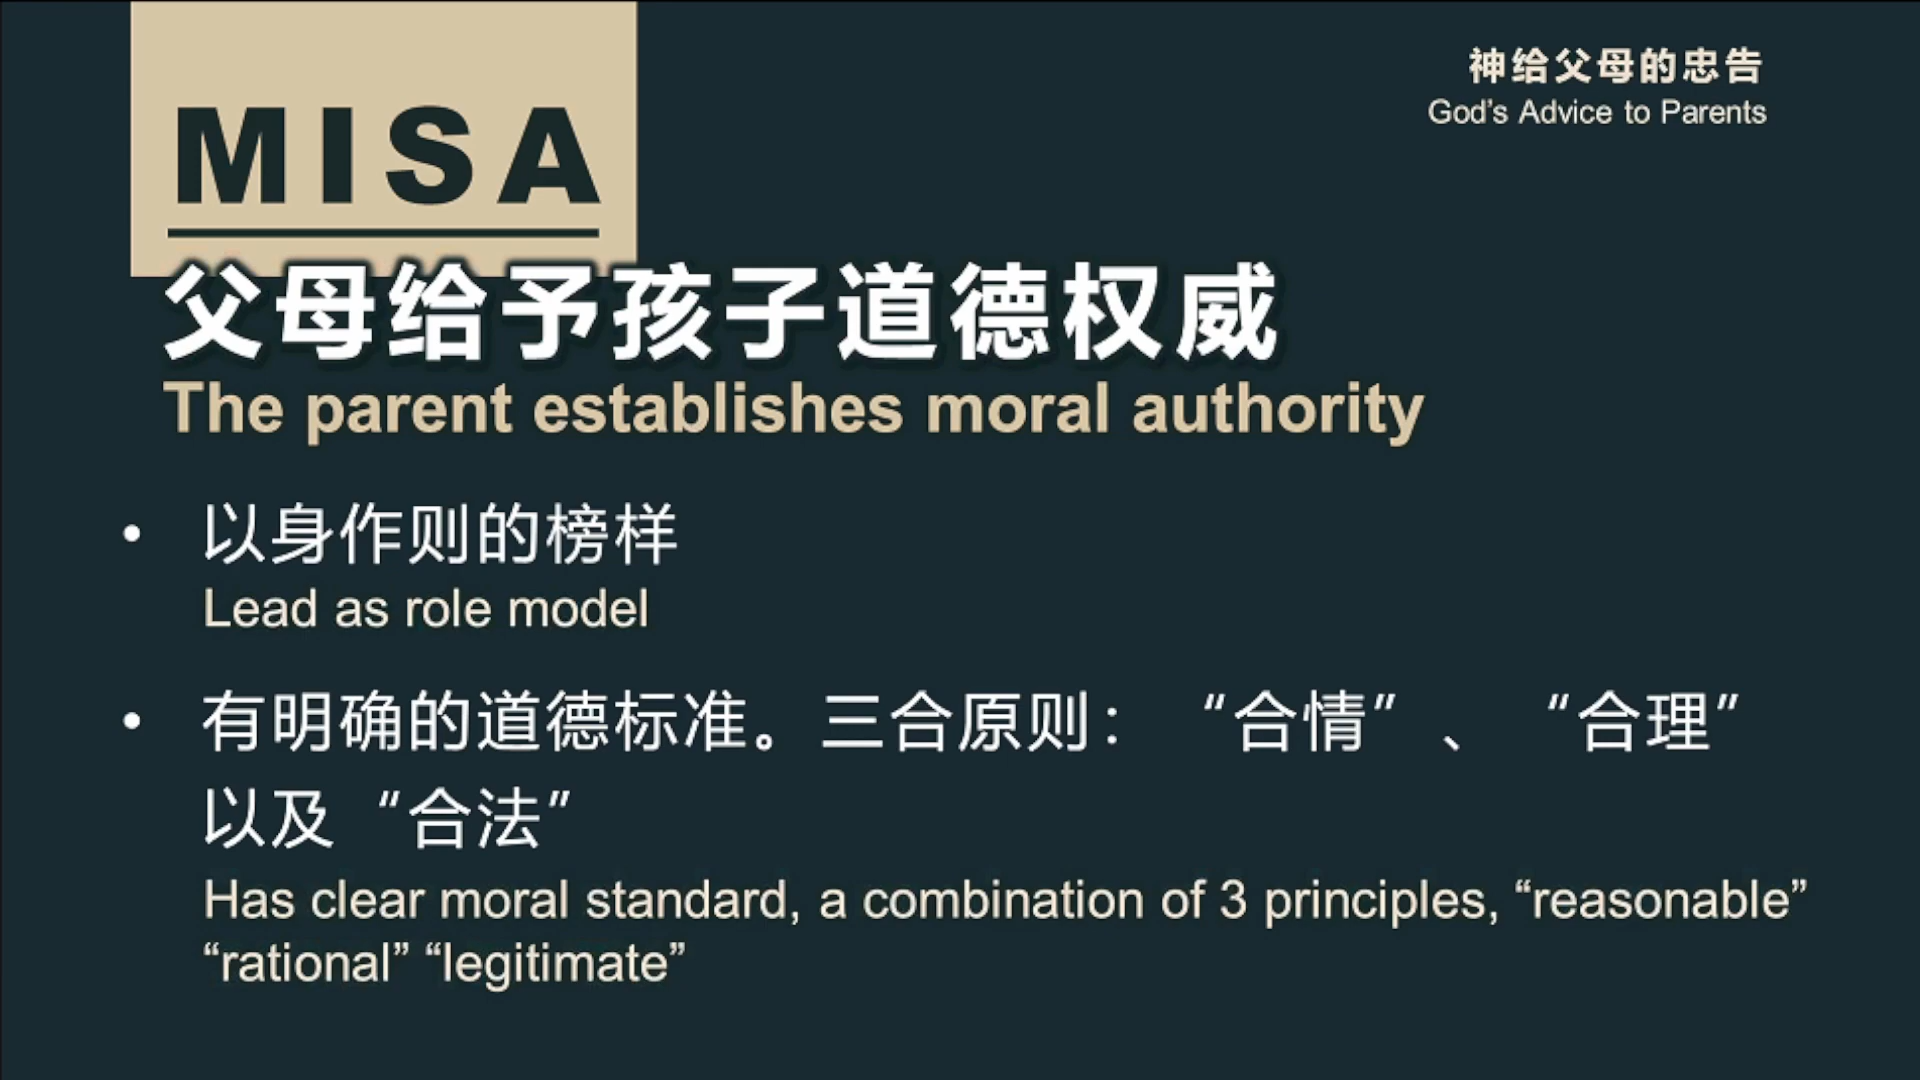 神给父母的忠告
God's Advice to Parents
MISA
父母给予孩子道德权威
The parent establishes moral authority
• 以身作则的榜样
Lead as role model
• 有明确的道德标准。三合原则：“合情”、“合理”
以及“合法”
Has clear moral standard, a combination of 3 principles, “reasonable”
“rational” “legitimate”